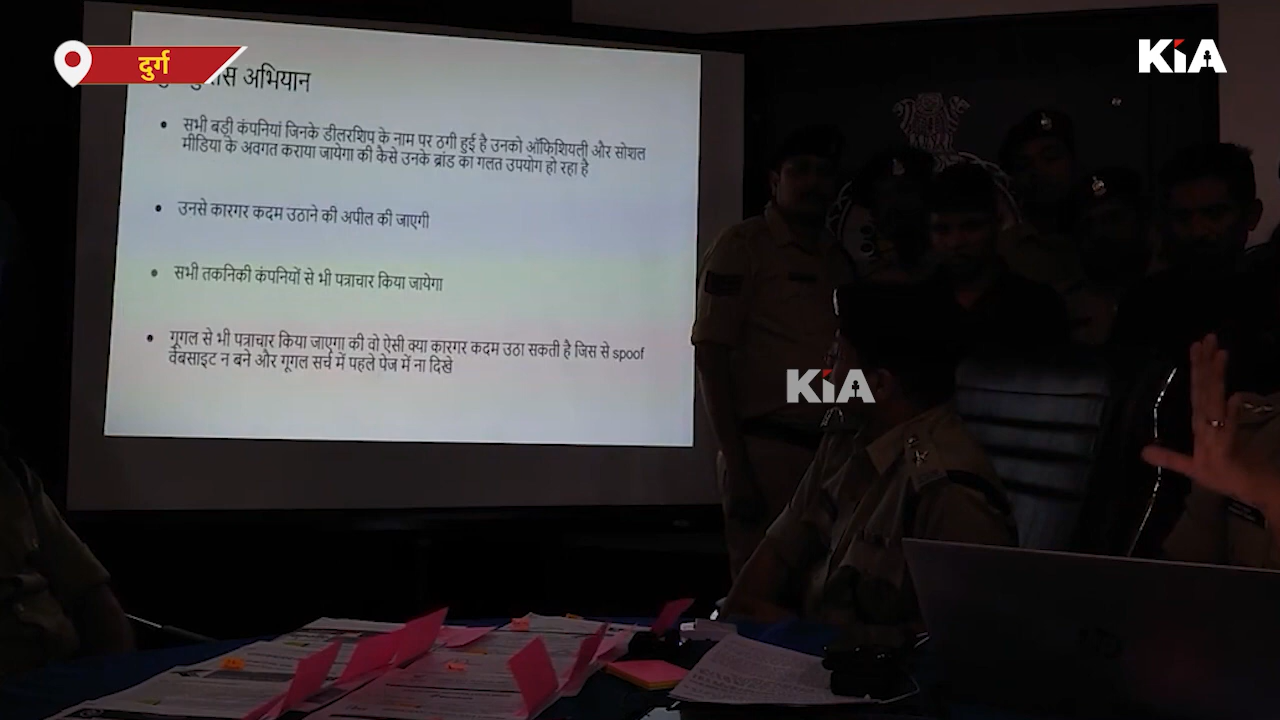 दुर्ग
KiA
अभियान
सभी बड़ी कंपनियां जिनके डीलरशिप के नाम पर ठगी हुई है उनको ऑफिशियली और सोशल
मीडिया के अवगत कराया जायेगा की कैसे उनके ब्रांड का गलत उपयोग हो रहा है
उनसे कारगर कदम उठाने की अपील की जाएगी
सभी तकनिकी कंपनियों से भी पत्राचार किया जायेगा
गूगल से भी पत्राचार किया जाएगा की वो ऐसी क्या कारगर कदम उठा सकती है जिस से spoof
वेबसाइट न बने और गूगल सर्च में पहले पेज में ना दिखे
KiA